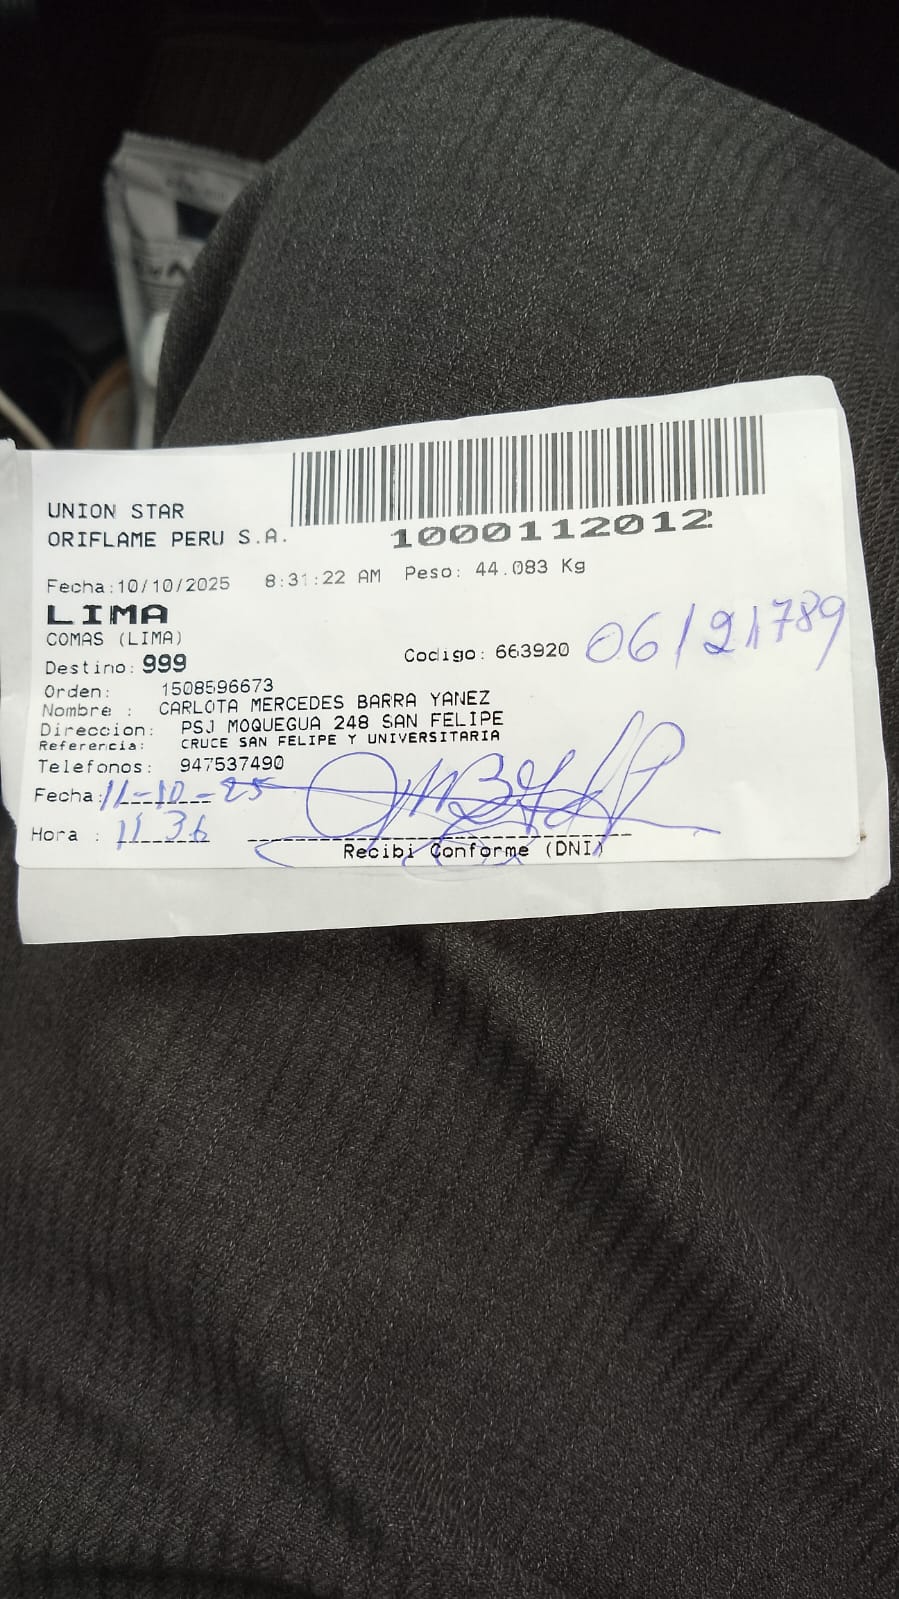 UNION STAR
ORIFLAME PERU S.A.
1000112012
Fecha:10/10/2025 8:31:22 AM Peso: 44.083 Kg
LIMA
COMAS (LIMA)
Destino: 999 Codigo: 663920 06121789
Orden: 1508596673
Nombre : CARLOTA MERCEDES BARRA YANEZ
Direccion: PSJ MOQUEGUA 248 SAN FELIPE
Referencia: CRUCE SAN FELIPE Y UNIVERSITARIA
Telefonos: 947537490
Fecha: 11-10-25
Hora : 11 36
Recibi Conforme (DNI)